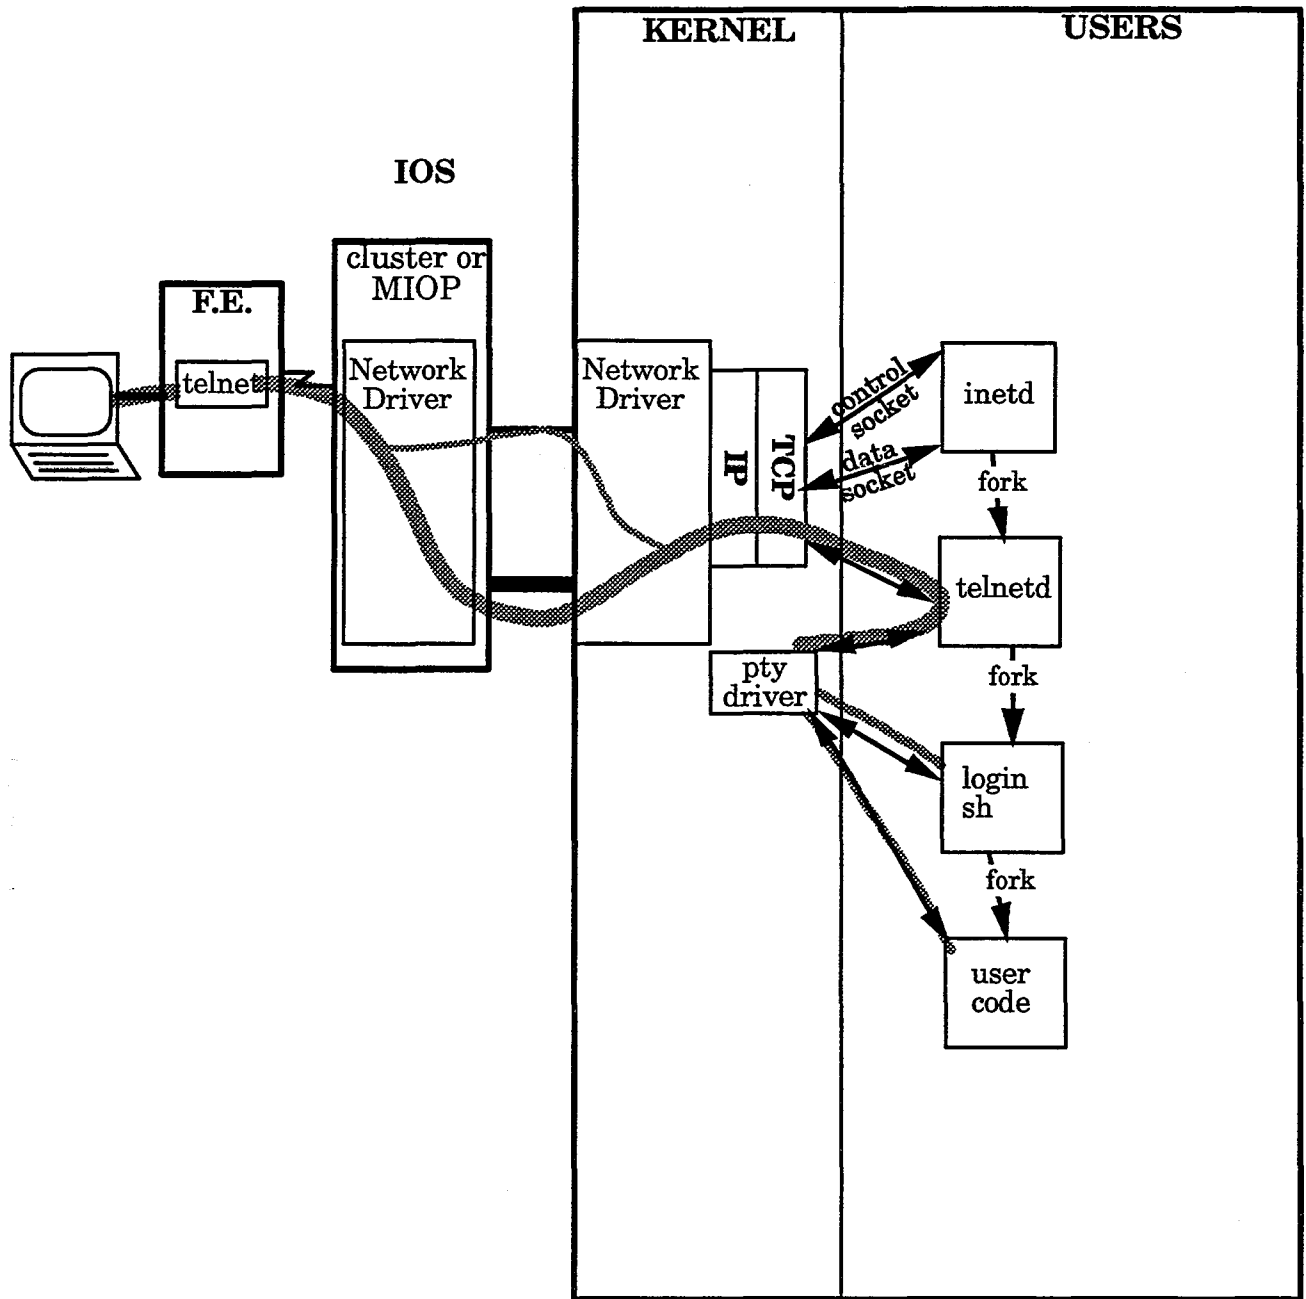 KERNEL
USERS
IOS
cluster or
MIOP
F.E.
telnet
Network
Driver
Network
Driver
IP
TCP
control
socket
data
socket
inetd
fork
telnetd
fork
pty
driver
login
sh
fork
user
code